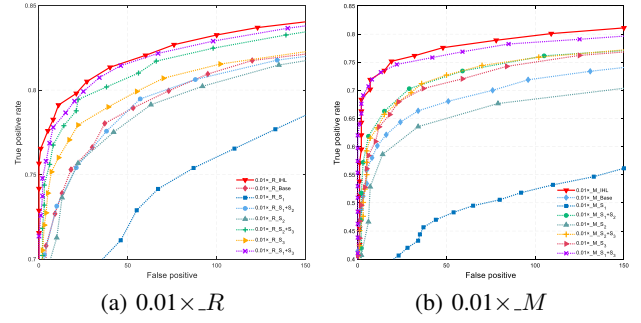 0.85
0.8
0.75
0.7
True positive rate
0
50
100
150
False positive
0.01×_R_IHL
0.01×_R_Base
0.01×_R_S1
0.01×_R_S1+S2
0.01×_R_S2
0.01×_R_S2+S3
0.01×_R_S3
0.01×_R_S1+S3
(a) 0.01×_R
0.85
0.8
0.75
0.7
0.65
0.6
0.55
0.5
0.45
0.4
True positive rate
0
50
100
150
False positive
0.01×_M_IHL
0.01×_M_Base
0.01×_M_S1
0.01×_M_S1+S2
0.01×_M_S2
0.01×_M_S2+S3
0.01×_M_S3
0.01×_M_S1+S3
(b) 0.01×_M